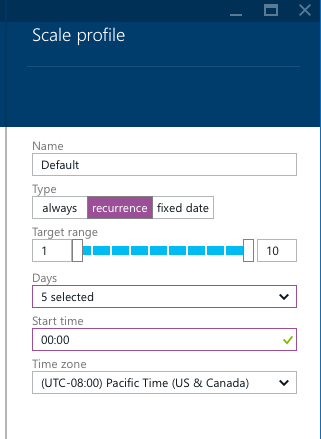 Scale profile
Name
Default
Type
always recurrence fixed date
Target range
1 10
Days
5 selected
Start time
00:00
Time zone
(UTC-08:00) Pacific Time (US & Canada)